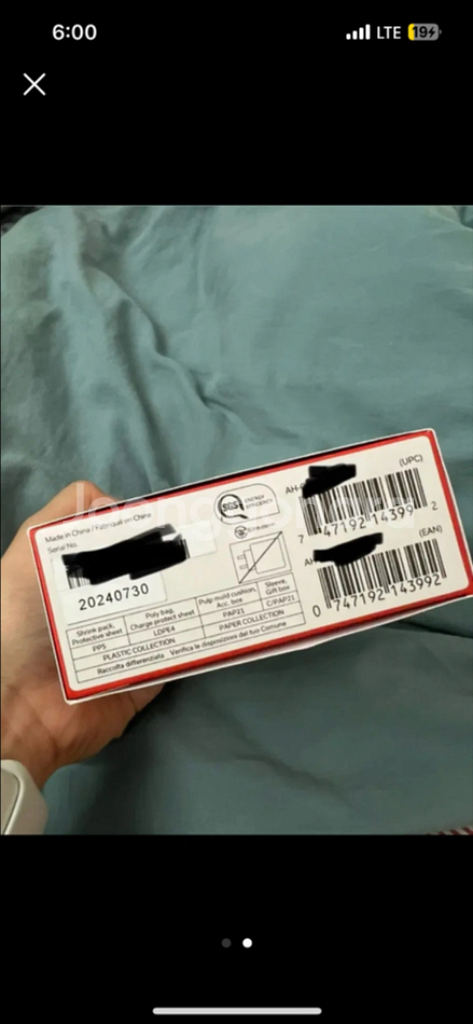 6:00
LTE 19
Made in China / Fabriqué en Chine
Serial No.
20240730
SGS ENERGY EFFICIENCY
AH-
(UPC)
7 47192 14399 2
AH-
(EAN)
0 747192 143992
Shrink pack, Protective sheet
Poly bag, Charge protect sheet
Pulp mold cushion, Acc. box
Sleeve, Gift box
PP5
LDPE4
PAP21
C/PAP21
PLASTIC COLLECTION
PAPER COLLECTION
Raccolta differenziata Verifica le disposizioni del tuo Comune